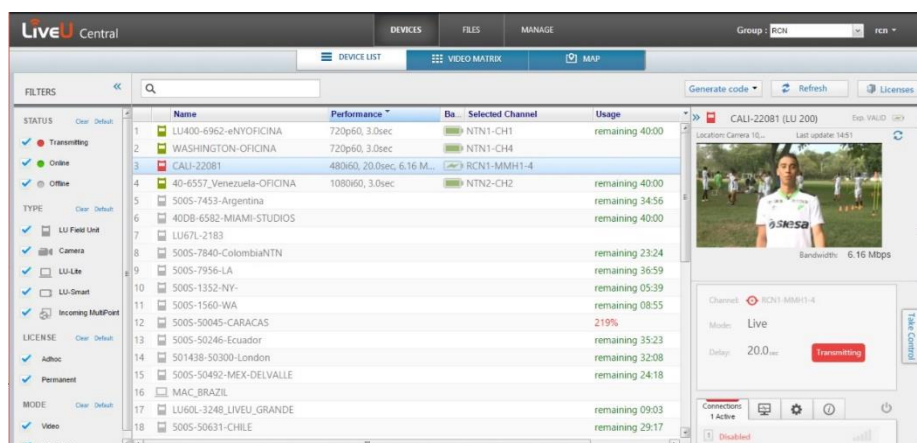 LiveU Central DEVICES FILES MANAGE Group : RCN rcn
DEVICE LIST VIDEO MATRIX MAP
FILTERS « Generate code Refresh Licenses
STATUS Clear Default
Transmitting
Online
Offline
TYPE Clear Default
LU Field Unit
Camera
LU-Lite
LU-Smart
Incoming MultiPoint
LICENSE Clear Default
Adhoc
Permanent
MODE Clear Default
Video
Name Performance Ba... Selected Channel Usage
1 LU400-6962-eNYOFICINA 720p60, 3.0sec NTN1-CH1 remaining 40:00
2 WASHINGTON-OFICINA 720p60, 3.0sec NTN1-CH4
3 CALI-22081 480i60, 20.0sec, 6.16 M... RCN1-MMH1-4
4 40-6557_Venezuela-OFICINA 1080i60, 3.0sec NTN2-CH2 remaining 40:00
5 500S-7453-Argentina remaining 34:56
6 40DB-6582-MIAMI-STUDIOS remaining 40:00
7 LU67L-2183
8 500S-7840-ColombiaNTN remaining 23:24
9 500S-7956-LA remaining 36:59
10 500S-1352-NY- remaining 05:39
11 500S-1560-WA remaining 08:55
12 500S-50045-CARACAS 219%
13 500S-50246-Ecuador remaining 35:23
14 501438-50300-London remaining 32:08
15 500S-50492-MEX-DELVALLE remaining 24:18
16 MAC_BRAZIL
17 LU60L-3248_LIVEU_GRANDE remaining 09:03
18 500S-50631-CHILE remaining 29:17
» CALI-22081 (LU 200) Exp. VALID
Location: Carrera 10,... Last update: 14:51
siesa
Bandwidth: 6.16 Mbps
Channel: RCN1-MMH1-4
Mode: Live
Delay: 20.0 sec Transmitting
Take Control
Connections
1 Active
1 Disabled